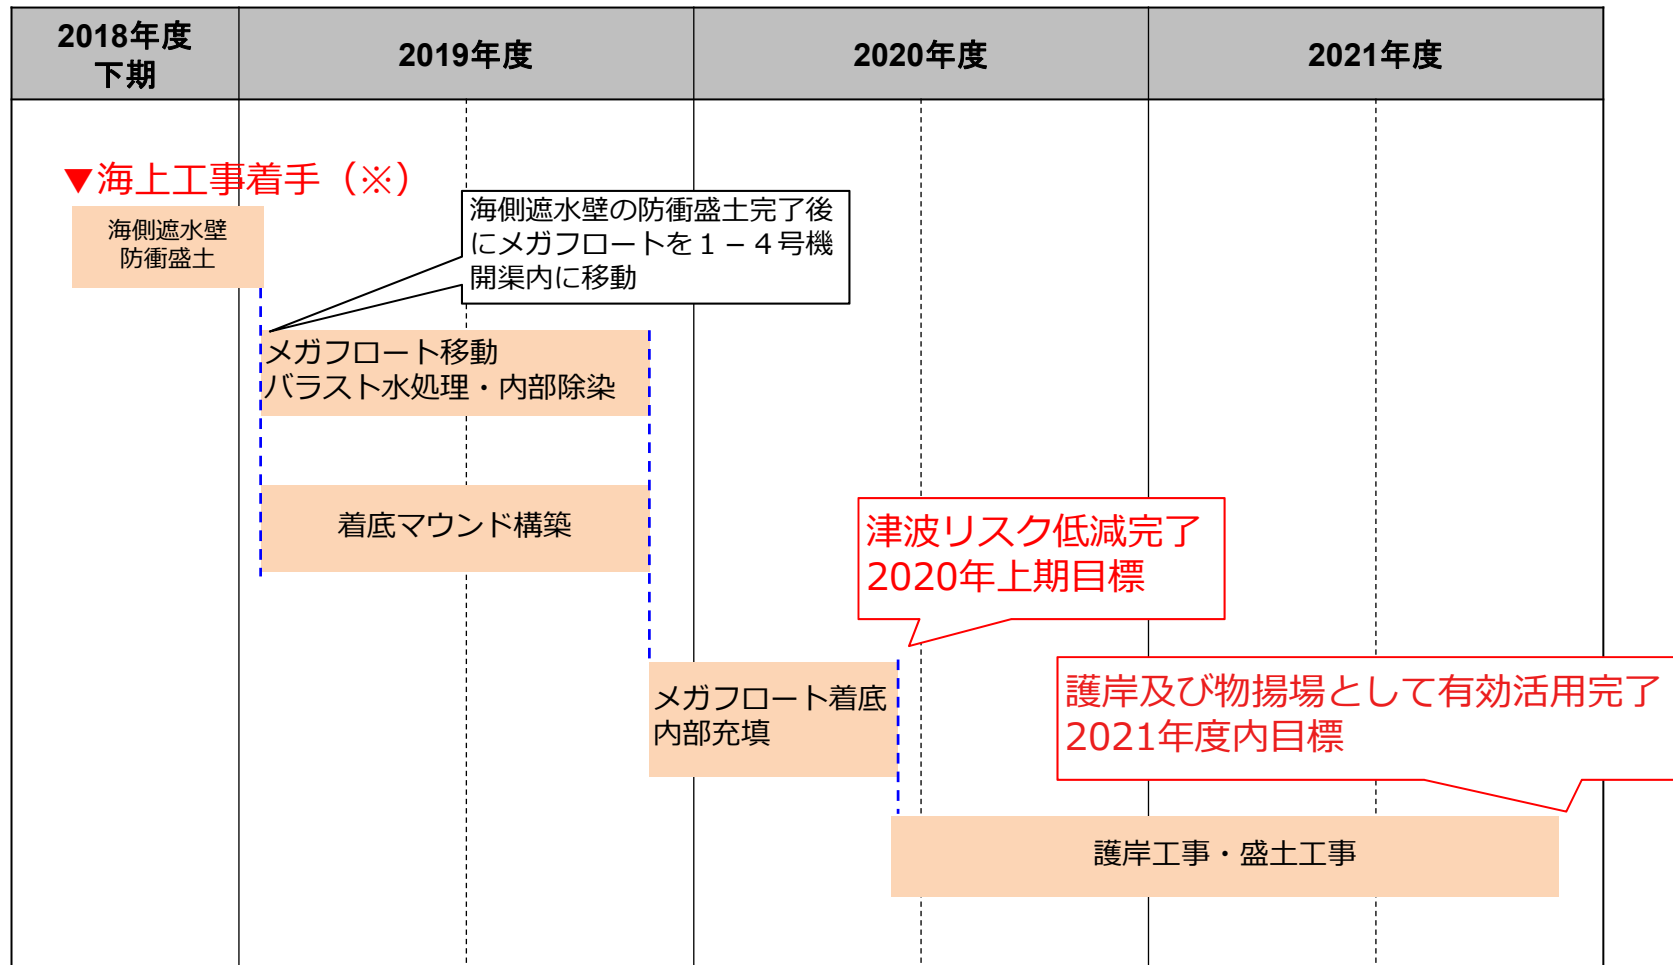 2018年度
下期
2019年度
2020年度
2021年度
▼海上工事着手（※）
海側遮水壁
防衝盛土
海側遮水壁の防衝盛土完了後
にメガフロートを１－４号機
開渠内に移動
メガフロート移動
バラスト水処理・内部除染
着底マウンド構築
津波リスク低減完了
2020年上期目標
メガフロート着底
内部充填
護岸及び物揚場として有効活用完了
2021年度内目標
護岸工事・盛土工事